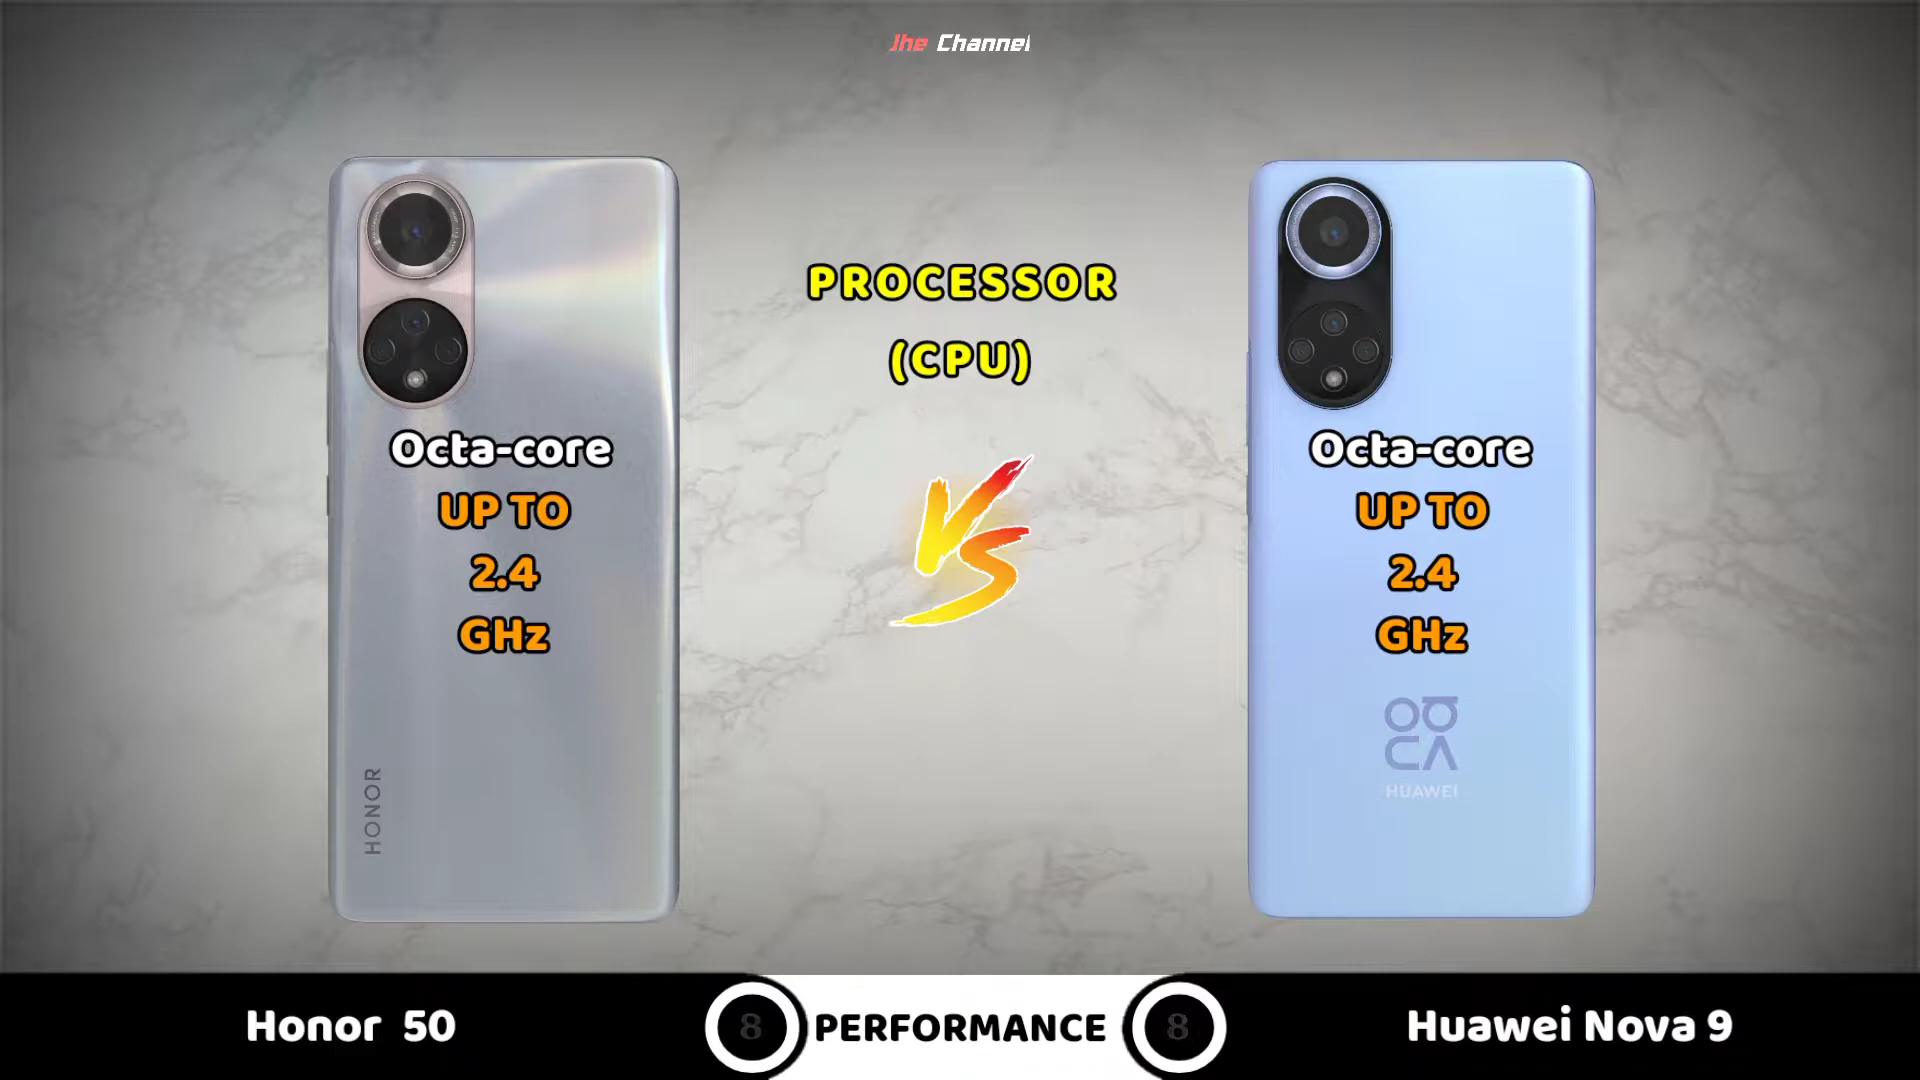 Jhe Channel
PROCESSOR
(CPU)
Octa-core
UP TO
2.4
GHz
VS
Octa-core
UP TO
2.4
GHz
HONOR
HUAWEI
Honor 50
8
PERFORMANCE
8
Huawei Nova 9